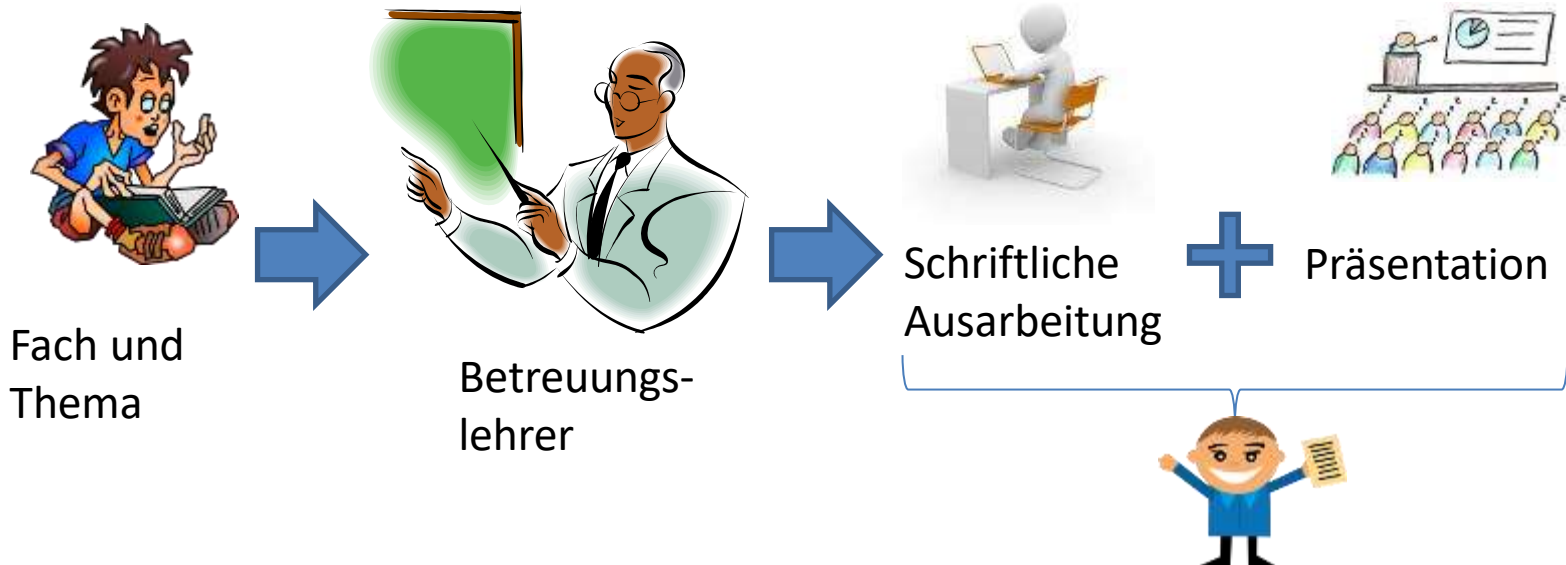 Fach und
Thema
Betreuungs-
lehrer
Schriftliche
Ausarbeitung
Präsentation